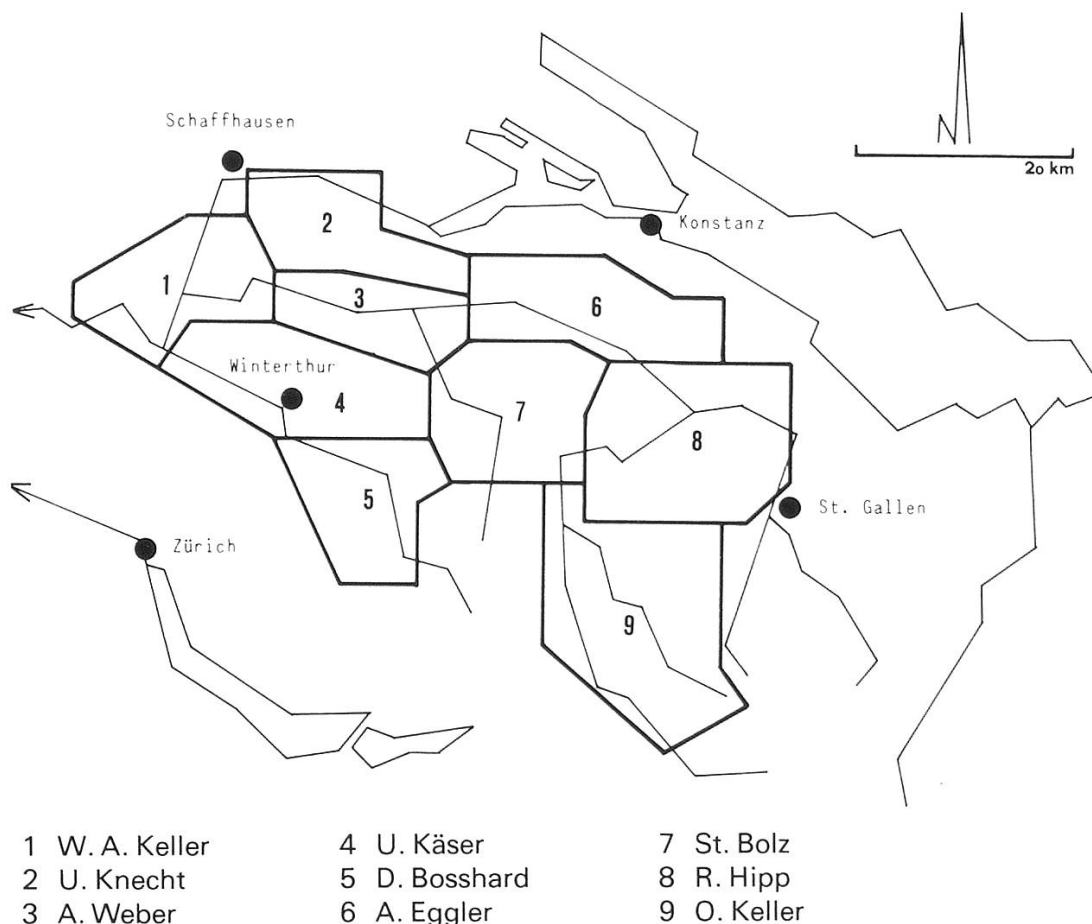 Schaffhausen
N
20 km
Konstanz
2
1
3
6
Winterthur
4
7
8
5
St. Gallen
Zürich
9
1 W. A. Keller
2 U. Knecht
3 A. Weber
4 U. Käser
5 D. Bosshard
6 A. Eggler
7 St. Bolz
8 R. Hipp
9 O. Keller